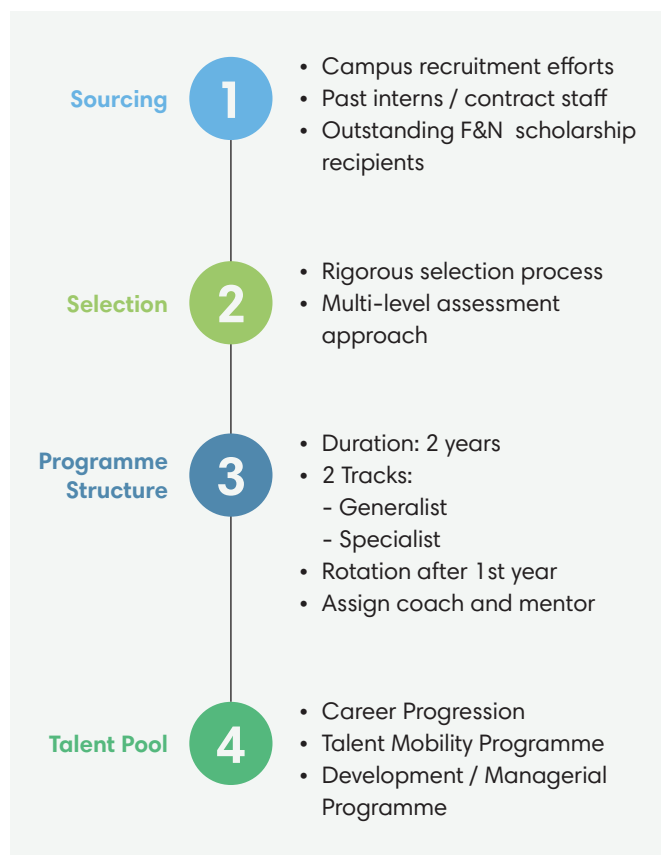 Sourcing
1
• Campus recruitment efforts
• Past interns / contract staff
• Outstanding F&N scholarship
recipients
Selection
2
• Rigorous selection process
• Multi-level assessment
approach
Programme
Structure
3
• Duration: 2 years
• 2 Tracks:
- Generalist
- Specialist
• Rotation after 1st year
• Assign coach and mentor
Talent Pool
4
• Career Progression
• Talent Mobility Programme
• Development / Managerial
Programme